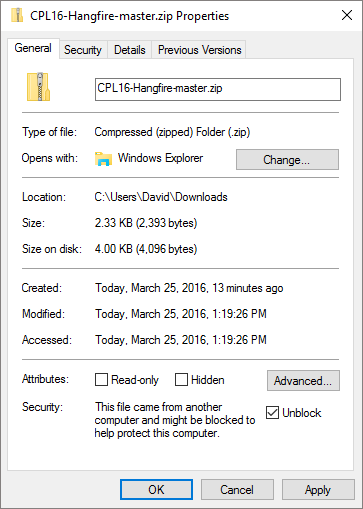 CPL16-Hangfire-master.zip Properties
General Security Details Previous Versions
CPL16-Hangfire-master.zip
Type of file: Compressed (zipped) Folder (.zip)
Opens with: Windows Explorer Change...
Location: C:\Users\David\Downloads
Size: 2.33 KB (2,393 bytes)
Size on disk: 4.00 KB (4,096 bytes)
Created: Today, March 25, 2016, 13 minutes ago
Modified: Today, March 25, 2016, 1:19:26 PM
Accessed: Today, March 25, 2016, 1:19:26 PM
Attributes: Read-only Hidden Advanced...
Security: This file came from another
computer and might be blocked to
help protect this computer.
Unblock
OK Cancel Apply